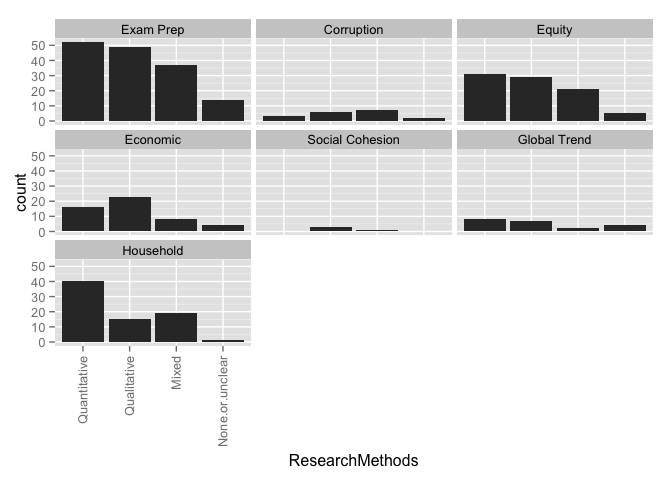 Exam Prep
Corruption
Equity
50
40
30
20
10
0
Economic
Social Cohesion
Global Trend
50
40
30
20
10
0
Household
50
40
30
20
10
0
count
Quantitative
Qualitative
Mixed
None.or.unclear
ResearchMethods